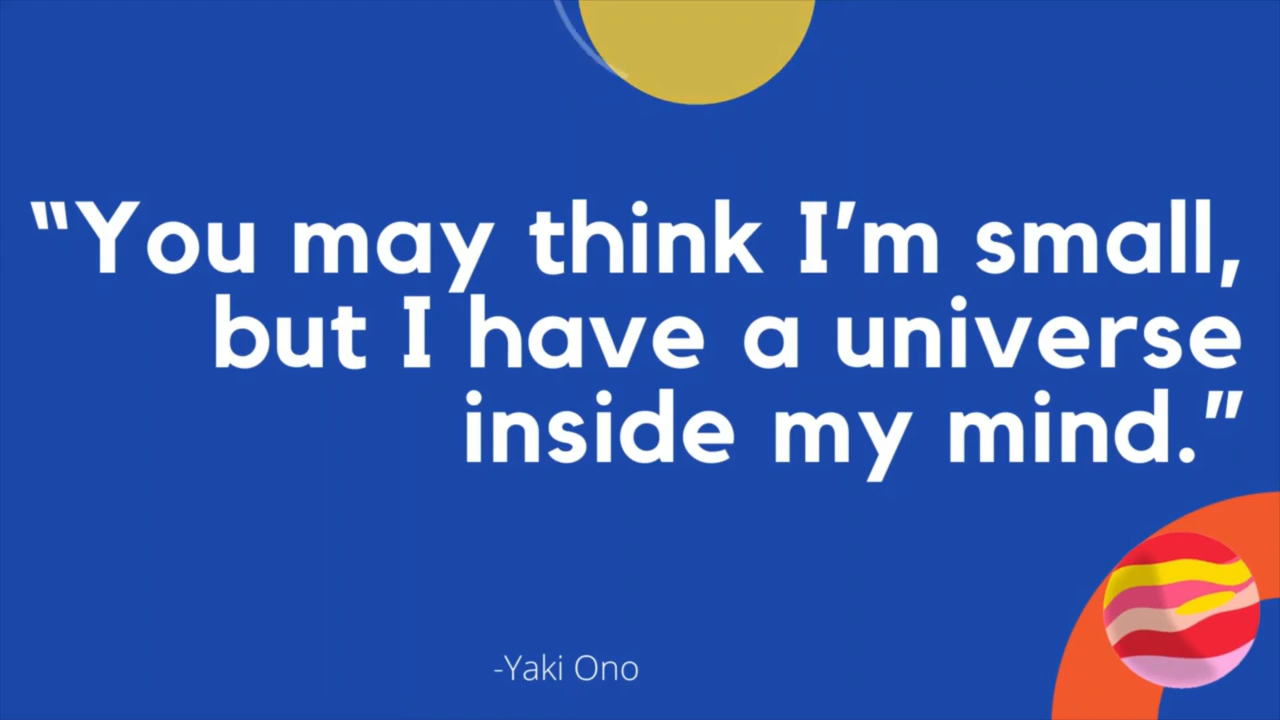 “You may think I’m small,
but I have a universe
inside my mind.”
-Yaki Ono